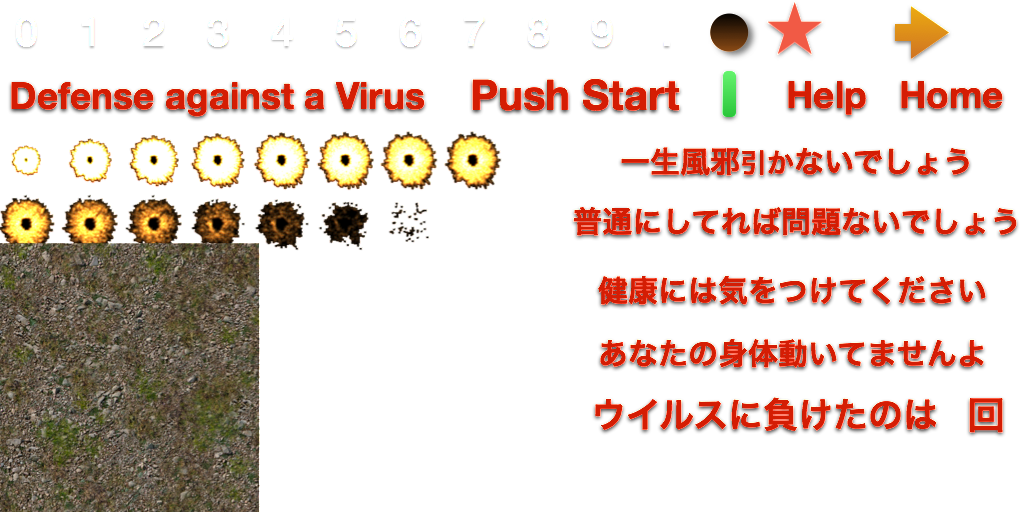 0 1 2 3 4 5 6 7 8 9 .
Defense against a Virus Push Start Help Home
一生風邪引かないでしょう
普通にしてれば問題ないでしょう
健康には気をつけてください
あなたの身体動いてませんよ
ウイルスに負けたのは 回